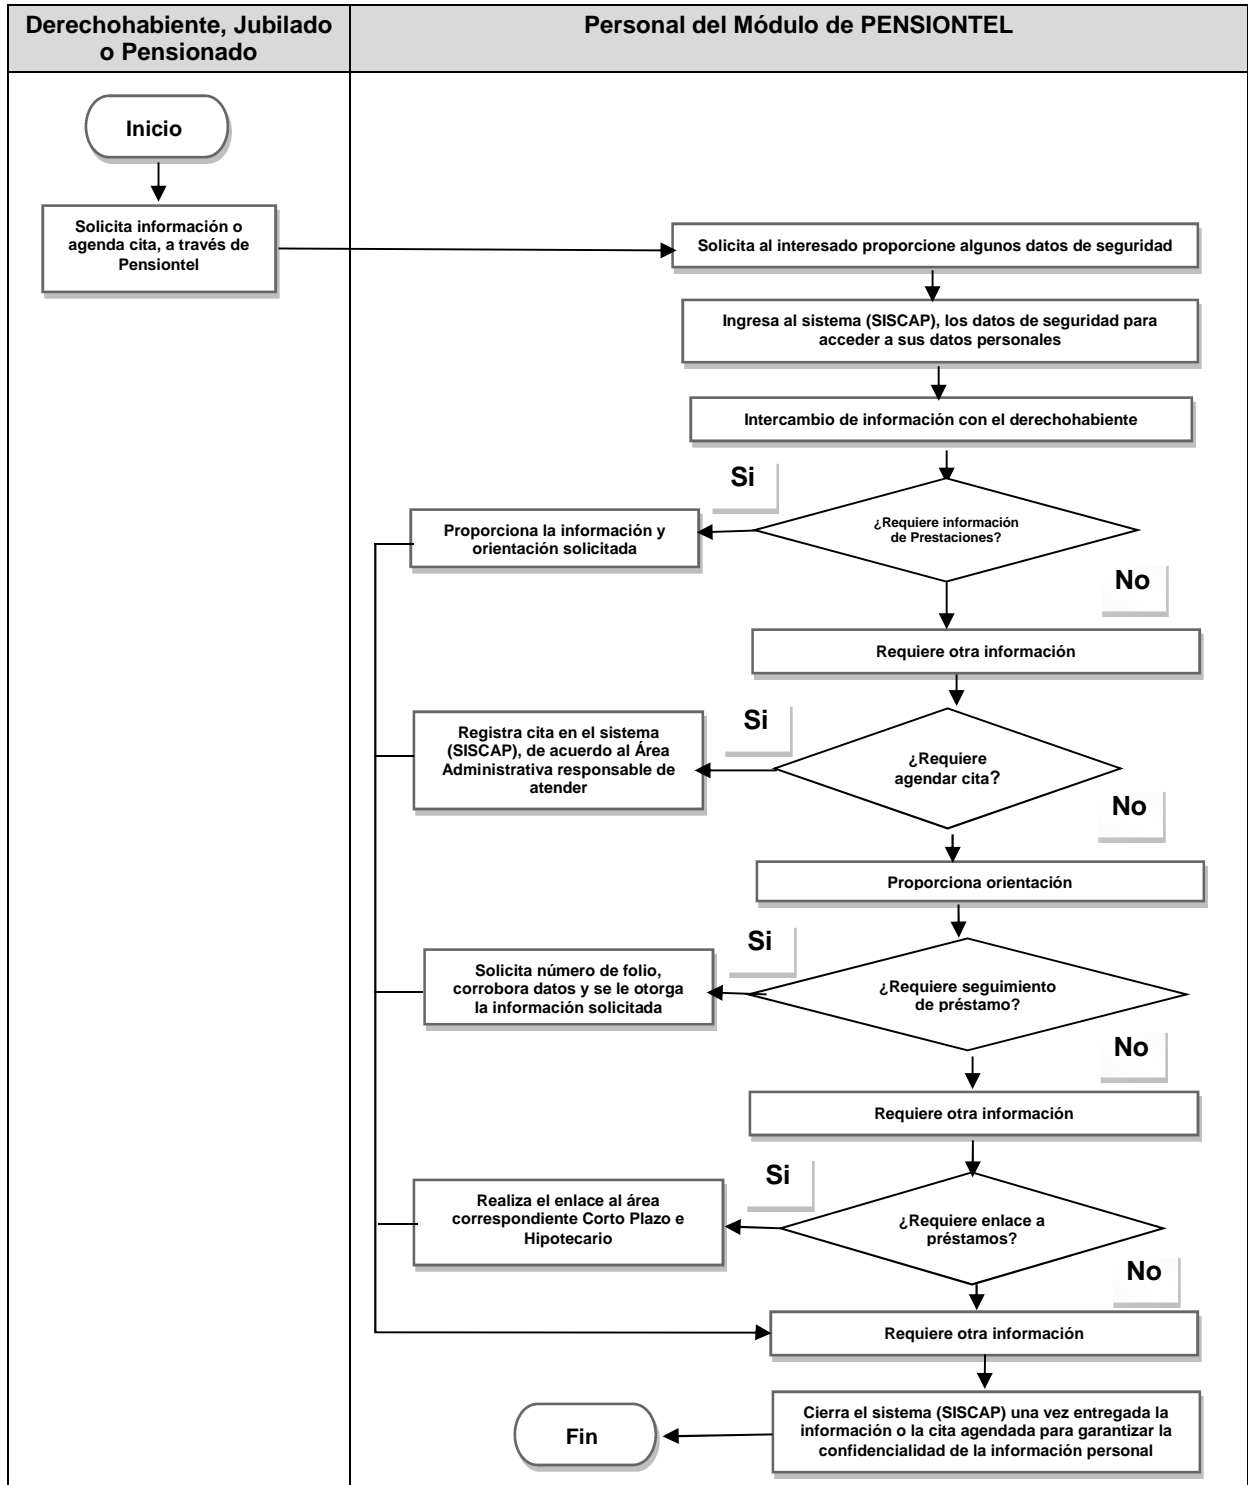 Derechohabiente, Jubilado
o Pensionado
Personal del Módulo de PENSIONTEL
Inicio
Solicita información o
agenda cita, a través de
Pensiontel
Solicita al interesado proporcione algunos datos de seguridad
Ingresa al sistema (SISCAP), los datos de seguridad para
acceder a sus datos personales
Intercambio de información con el derechohabiente
Si
¿Requiere información
de Prestaciones?
Proporciona la información y
orientación solicitada
No
Requiere otra información
Si
¿Requiere
agendar cita?
Registra cita en el sistema
(SISCAP), de acuerdo al Área
Administrativa responsable de
atender
No
Proporciona orientación
Si
¿Requiere seguimiento
de préstamo?
Solicita número de folio,
corrobora datos y se le otorga
la información solicitada
No
Requiere otra información
Si
¿Requiere enlace a
préstamos?
Realiza el enlace al área
correspondiente Corto Plazo e
Hipotecario
No
Requiere otra información
Cierra el sistema (SISCAP) una vez entregada la
información o la cita agendada para garantizar la
confidencialidad de la información personal
Fin